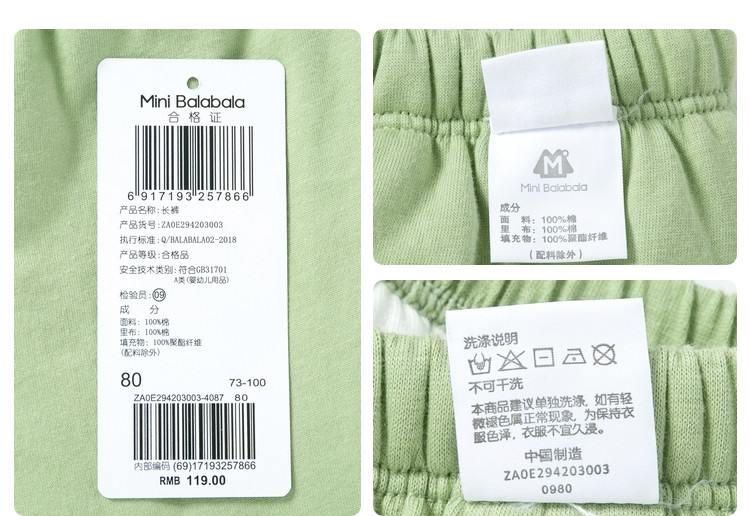 Mini Balabala
合格证
6 917193 257866
产品名称:长裤
产品货号:ZA0E294203003
执行标准:Q/BALABALA02-2018
产品等级:合格品
安全技术类别:符合GB31701
A类(婴幼儿用品)
检验员:09
成 分
面料:100%棉
里布:100%棉
填充物:100%聚酯纤维
(配料除外)
80 73-100
ZA0E294203003-4087 80
内部编码 (69)17193257866
RMB 119.00
Mini Balabala
成分
面 料:100%棉
里 布:100%棉
填充物:100%聚酯纤维
(配料除外)
洗涤说明
不可干洗
本商品建议单独洗涤,如有轻
微褪色属正常现象,为保持衣
服色泽,衣服不宜久浸。
中国制造
ZA0E294203003
0980